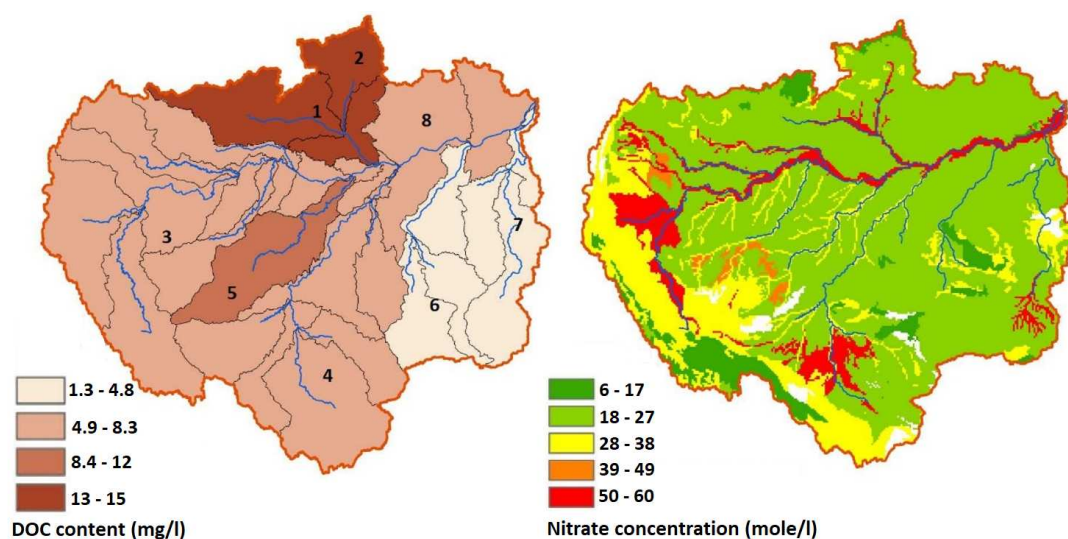 2
1
8
3
7
5
6
4
1.3 - 4.8
4.9 - 8.3
8.4 - 12
13 - 15
DOC content (mg/l)
6 - 17
18 - 27
28 - 38
39 - 49
50 - 60
Nitrate concentration (mole/l)